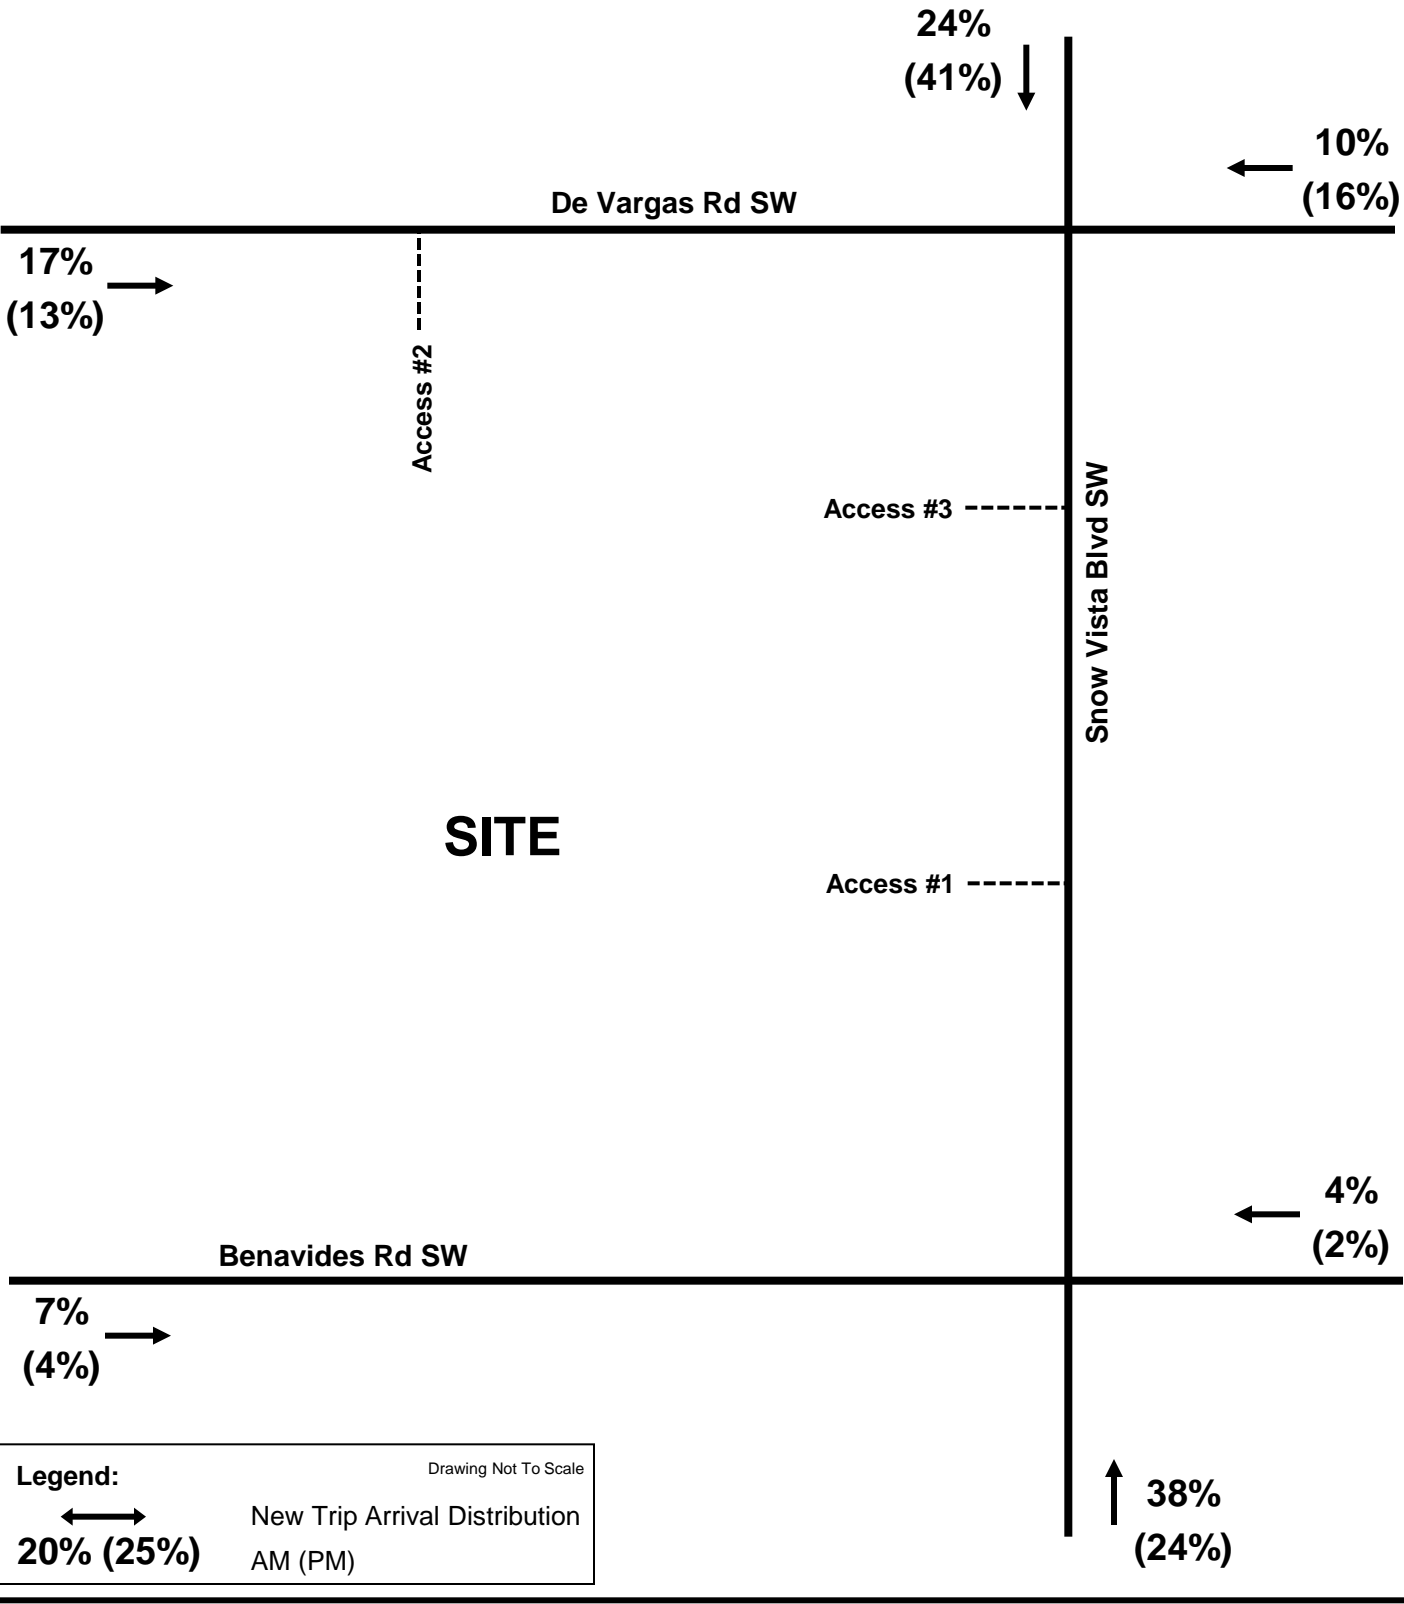 24%
(41%)
10%
(16%)
De Vargas Rd SW
17%
(13%)
Access #2
Access #3
Snow Vista Blvd SW
SITE
Access #1
4%
(2%)
Benavides Rd SW
7%
(4%)
Legend:
Drawing Not To Scale
New Trip Arrival Distribution
20% (25%)
AM (PM)
38%
(24%)